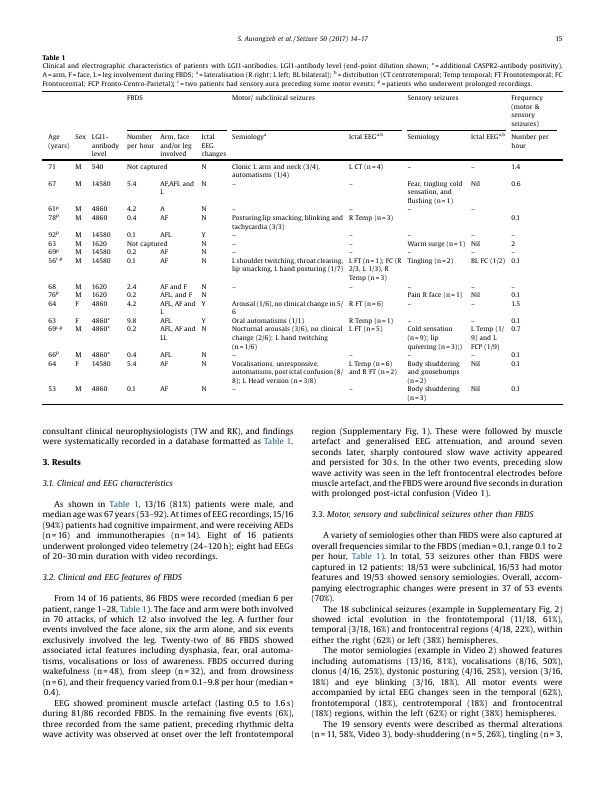 S. Aurangzeb et al. / Seizure 50 (2017) 14–17 15
Table 1
Clinical and electrographic characteristics of patients with LGI1-antibodies. LGI1-antibody level (end-point dilution shown; * = additional CASPR2-antibody positivity),
A = arm, F = face, L = leg involvement during FBDS; a = lateralisation (R right; L left; BL bilateral); b = distribution (CT centrotemporal; Temp temporal; FT Frontotemporal; FC
Frontocentral; FCP Fronto-Centro-Parietal); c = two patients had sensory aura preceding some motor events; p = patients who underwent prolonged recordings.
FBDS Motor/ subclinical seizures Sensory seizures Frequency
(motor &
sensory
seizures)
Age Sex LGI1- Number Arm, face Ictal Semiologya Ictal EEGa,b Semiology Ictal EEGa,b Number per
(years) antibody per hour and/or leg EEG hour
level involved changes
71 M 540 Not captured N Clonic L arm and neck (3/4), L CT (n = 4) – – 1.4
automatisms (1/4)
67 M 14580 5.4 AF,AFL and N – – Fear, tingling cold Nil 0.6
L sensation, and
flushing (n = 1)
61p M 4860 4.2 A N – – – –
78p M 4860 0.4 AF N Posturing,lip smacking, blinking and R Temp (n = 3) 0.1
tachycardia (3/3)
92p M 14580 0.1 AFL Y – – – – –
63 M 1620 Not captured N – – Warm surge (n = 1) Nil 2
69p M 14580 0.2 AF N – – – – –
56c,p M 14580 0.1 AF N L shoulder twitching, throat clearing, L FT (n = 1); FC (R Tingling (n = 2) BL FC (1/2) 0.1
lip smacking, L hand posturing (1/7) 2/3, L 1/3), R
Temp (n = 3)
68 M 1620 2.4 AF and F N – – – – –
76p M 1620 0.2 AFL, and F N Pain R face (n = 1) Nil 0.1
64 F 4860 4.2 AFL, AF and Y Arousal (1/6), no clinical change in 5/ R FT (n = 6) – – 1.5
L 6
63 F 4860* 9.8 AFL Y Oral automatisms (1/1) R Temp (n = 1) – – 0.1
69c,p M 4860* 0.2 AFL, AF and N Nocturnal arousals (3/6), no clinical L FT (n = 5) Cold sensation L Temp (1/ 0.7
LL change (2/6); L hand twitching (n = 9); lip 9) and L
(n = 1/6) quivering (n = 3);) FCP (1/9)
66p M 4860* 0.4 AFL N – – – – 0.1
64 F 14580 5.4 AF N Vocalisations, unresponsive, L Temp (n = 6) Body shuddering Nil 0.1
automatisms, post ictal confusion (8/ and R FT (n = 2) and goosebumps
8); L Head version (n = 3/8) (n = 2)
53 M 4860 0.1 AF N – – Body shuddering Nil 0.1
(n = 3)
consultant clinical neurophysiologists (TW and RK), and findings
were systematically recorded in a database formatted as Table 1.
3. Results
3.1. Clinical and EEG characteristics
As shown in Table 1, 13/16 (81%) patients were male, and
median age was 67 years (53–92). At times of EEG recordings, 15/16
(94%) patients had cognitive impairment, and were receiving AEDs
(n = 16) and immunotherapies (n = 14). Eight of 16 patients
underwent prolonged video telemetry (24–120 h); eight had EEGs
of 20–30 min duration with video recordings.
3.2. Clinical and EEG features of FBDS
From 14 of 16 patients, 86 FBDS were recorded (median 6 per
patient, range 1–28, Table 1). The face and arm were both involved
in 70 attacks, of which 12 also involved the leg. A further four
events involved the face alone, six the arm alone, and six events
exclusively involved the leg. Twenty-two of 86 FBDS showed
associated ictal features including dysphasia, fear, oral automa-
tisms, vocalisations or loss of awareness. FBDS occurred during
wakefulness (n = 48), from sleep (n = 32), and from drowsiness
(n = 6), and their frequency varied from 0.1–9.8 per hour (median =
0.4).
EEG showed prominent muscle artefact (lasting 0.5 to 1.6 s)
during 81/86 recorded FBDS. In the remaining five events (6%),
three recorded from the same patient, preceding rhythmic delta
wave activity was observed at onset over the left frontotemporal
region (Supplementary Fig. 1). These were followed by muscle
artefact and generalised EEG attenuation, and around seven
seconds later, sharply contoured slow wave activity appeared
and persisted for 30 s. In the other two events, preceding slow
wave activity was seen in the left frontocentral electrodes before
muscle artefact, and the FBDS were around five seconds in duration
with prolonged post-ictal confusion (Video 1).
3.3. Motor, sensory and subclinical seizures other than FBDS
A variety of semiologies other than FBDS were also captured at
overall frequencies similar to the FBDS (median = 0.1, range 0.1 to 2
per hour, Table 1). In total, 53 seizures other than FBDS were
captured in 12 patients: 18/53 were subclinical, 16/53 had motor
features and 19/53 showed sensory semiologies. Overall, accom-
panying electrographic changes were present in 37 of 53 events
(70%).
The 18 subclinical seizures (example in Supplementary Fig. 2)
showed ictal evolution in the frontotemporal (11/18, 61%),
temporal (3/18, 16%) and frontocentral regions (4/18, 22%), within
either the right (62%) or left (38%) hemispheres.
The motor semiologies (example in Video 2) showed features
including automatisms (13/16, 81%), vocalisations (8/16, 50%),
clonus (4/16, 25%), dystonic posturing (4/16, 25%), version (3/16,
18%) and eye blinking (3/16, 18%). All motor events were
accompanied by ictal EEG changes seen in the temporal (62%),
frontotemporal (18%), centrotemporal (18%) and frontocentral
(18%) regions, within the left (62%) or right (38%) hemispheres.
The 19 sensory events were described as thermal alterations
(n = 11, 58%, Video 3), body-shuddering (n = 5, 26%), tingling (n = 3,